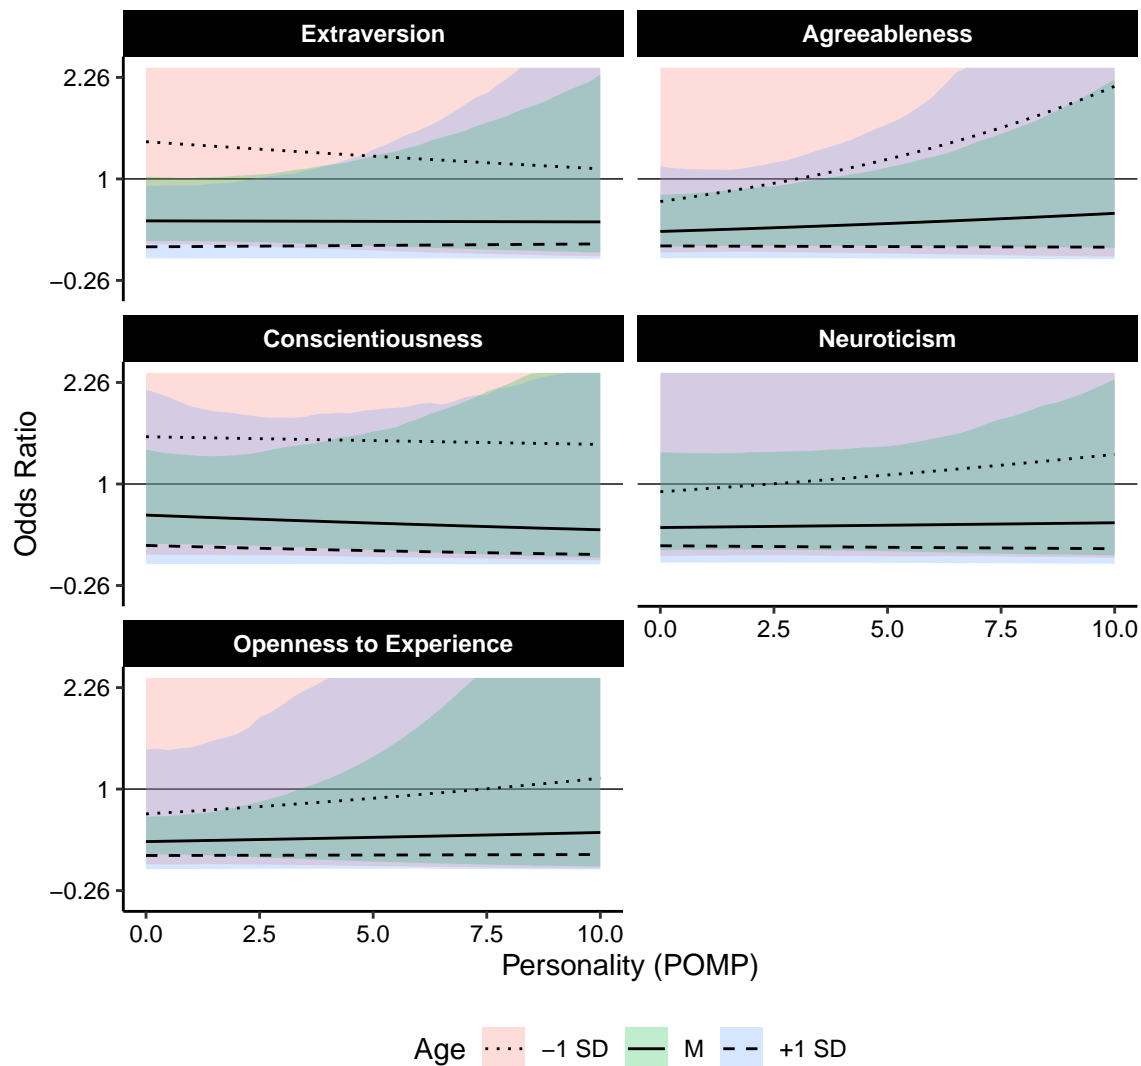 Extraversion
Agreeableness
2.26
1
−0.26
Conscientiousness
Neuroticism
2.26
1
−0.26
0.0 2.5 5.0 7.5 10.0
Openness to Experience
2.26
1
−0.26
0.0 2.5 5.0 7.5 10.0
Odds Ratio
Personality (POMP)
Age −1 SD M +1 SD